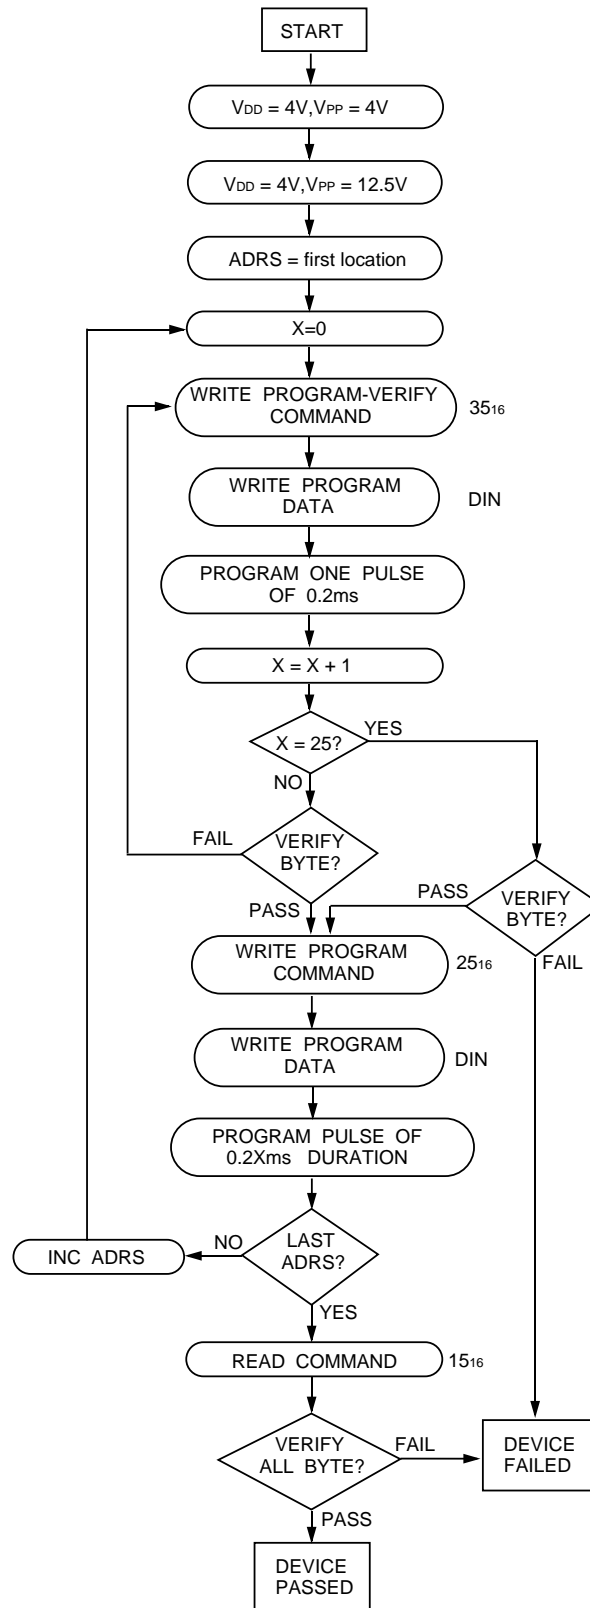 START
VDD = 4V,VPP = 4V
VDD = 4V,VPP = 12.5V
ADRS = first location
X=0
WRITE PROGRAM-VERIFY
COMMAND
3516
WRITE PROGRAM
DATA
DIN
PROGRAM ONE PULSE
OF 0.2ms
X = X + 1
X = 25?
YES
NO
FAIL
VERIFY
BYTE?
PASS
PASS
VERIFY
BYTE?
FAIL
WRITE PROGRAM
COMMAND
2516
WRITE PROGRAM
DATA
DIN
PROGRAM PULSE OF
0.2Xms DURATION
LAST
ADRS?
NO
INC ADRS
YES
READ COMMAND
1516
VERIFY
ALL BYTE?
FAIL
DEVICE
FAILED
PASS
DEVICE
PASSED